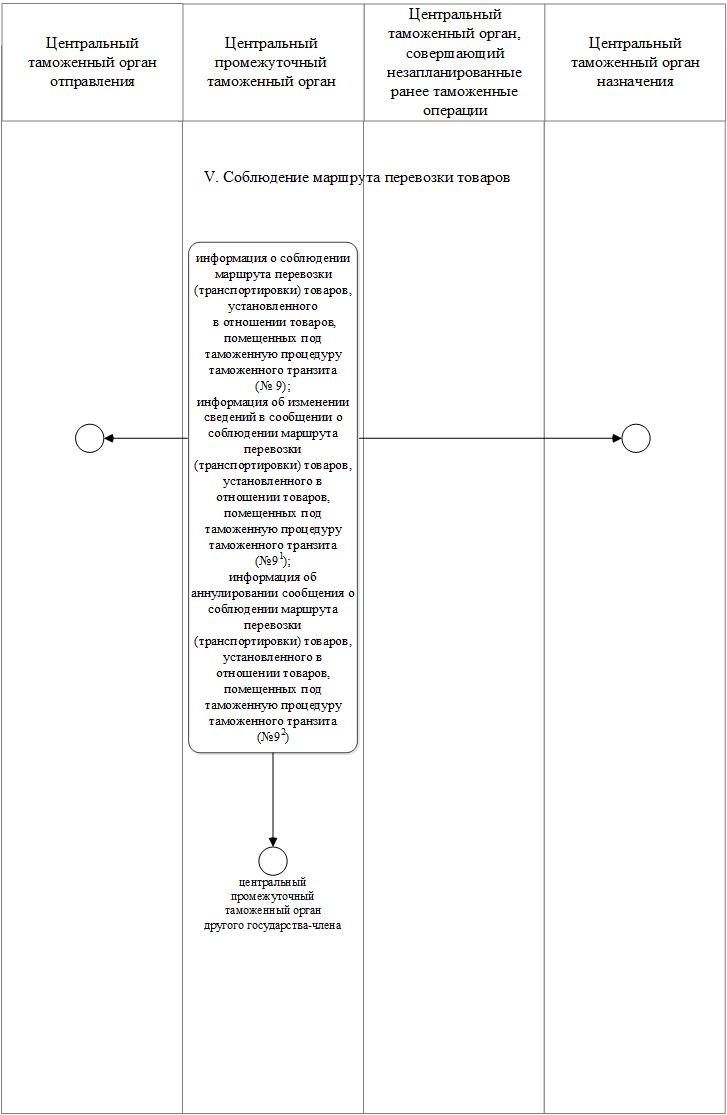 Центральный
таможенный орган
отправления
Центральный
промежуточный
таможенный орган
Центральный
таможенный орган,
совершающий
незапланированные
ранее таможенные
операции
Центральный
таможенный орган
назначения
V. Соблюдение маршрута перевозки товаров
информация о соблюдении
маршрута перевозки
(транспортировки) товаров,
установленного
в отношении товаров,
помещенных под
таможенную процедуру
таможенного транзита
(№ 9);
информация об изменении
сведений в сообщении о
соблюдении маршрута
перевозки
(транспортировки) товаров,
установленного в
отношении товаров,
помещенных под
таможенную процедуру
таможенного транзита
(№9¹);
информация об
аннулировании сообщения о
соблюдении маршрута
перевозки
(транспортировки) товаров,
установленного в
отношении товаров,
помещенных под
таможенную процедуру
таможенного транзита
(№9²)
центральный
промежуточный
таможенный орган
другого государства-члена